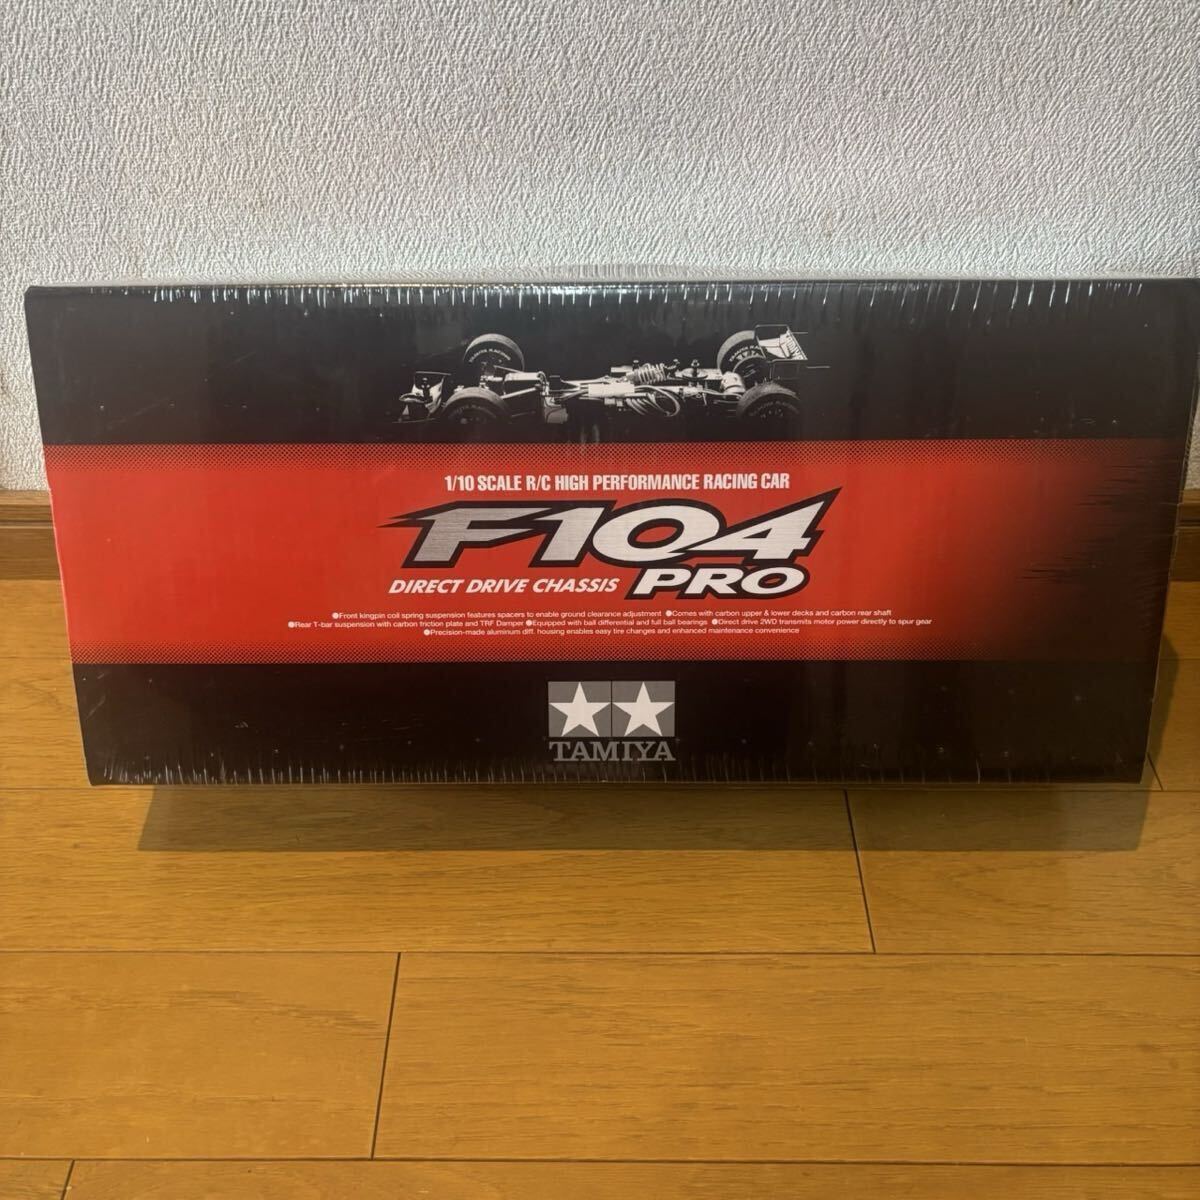 1/10 SCALE R/C HIGH PERFORMANCE RACING CAR
F104
DIRECT DRIVE CHASSIS PRO
●Front kingpin coil spring suspension features spacers to enable ground clearance adjustment ●Comes with carbon upper & lower decks and carbon rear shaft
●Rear T-bar suspension with carbon friction plate and TRF Damper ●Equipped with ball differential and full ball bearings ●Direct drive 2WD transmits motor power directly to spur gear
●Precision-made aluminum diff. housing enables easy tire changes and enhanced maintenance convenience
TAMIYA